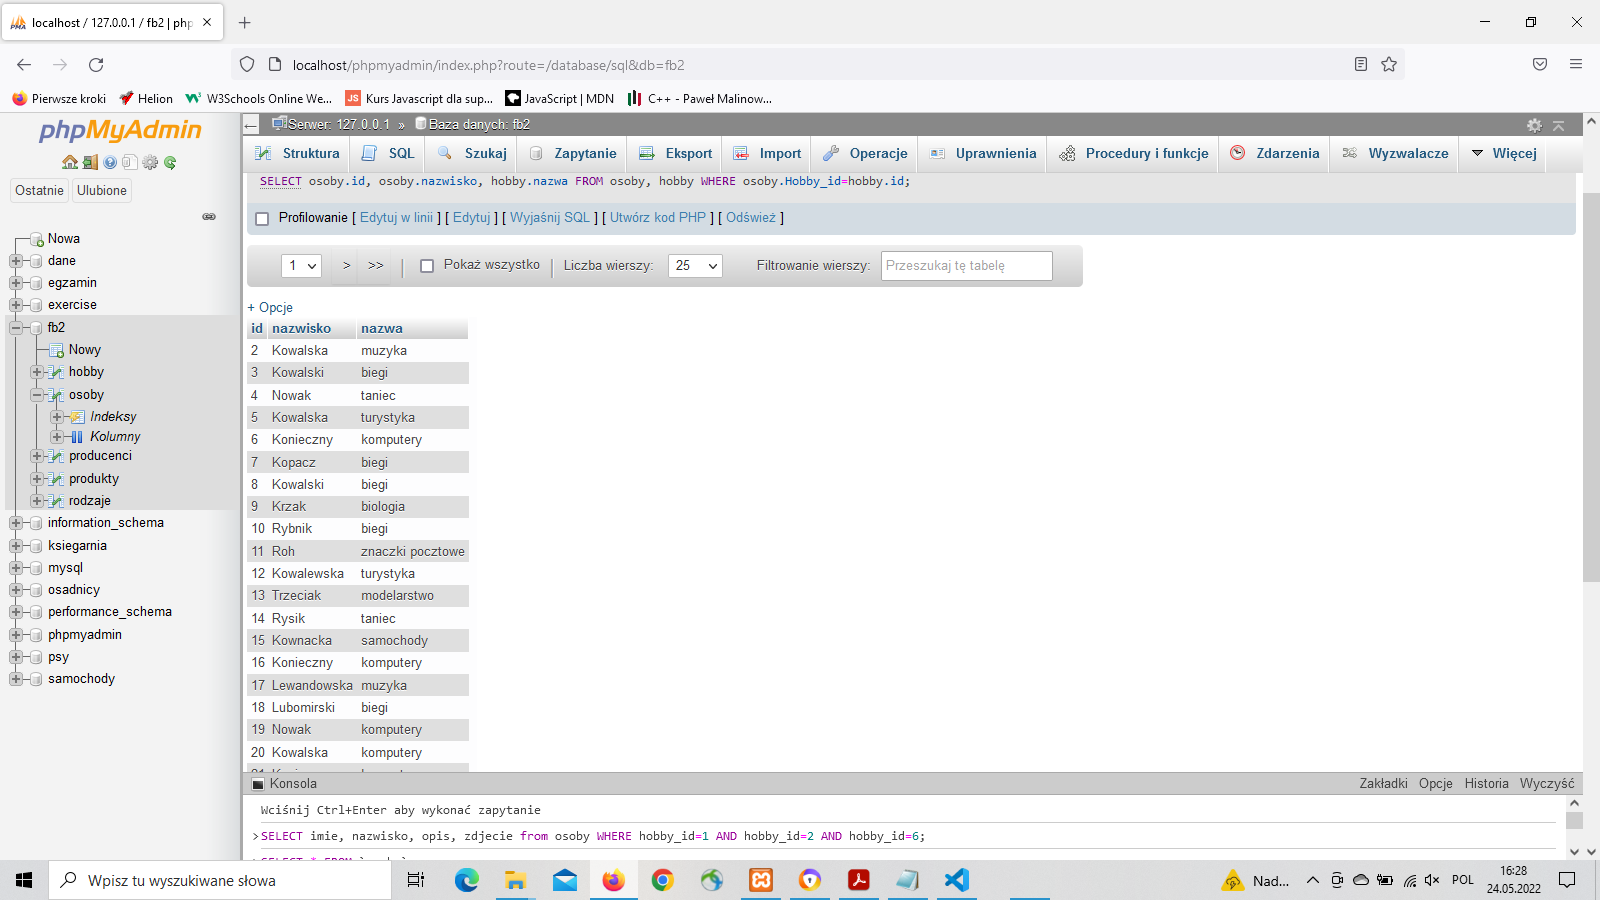 localhost / 127.0.0.1 / fb2 | php
localhost/phpmyadmin/index.php?route=/database/sql&db=fb2
Pierwsze kroki
Helion
W3Schools Online We...
JS Kurs Javascript dla sup...
JavaScript | MDN
C++ - Paweł Malinow...
phpMyAdmin
Ostatnie
Ulubione
Nowa
dane
egzamin
exercise
fb2
Nowy
hobby
osoby
Indeksy
Kolumny
producenci
produkty
rodzaje
information_schema
ksiegarnia
mysql
osadnicy
performance_schema
phpmyadmin
psy
samochody
Serwer: 127.0.0.1 » Baza danych: fb2
Struktura
SQL
Szukaj
Zapytanie
Eksport
Import
Operacje
Uprawnienia
Procedury i funkcje
Zdarzenia
Wyzwalacze
Więcej
SELECT osoby.id, osoby.nazwisko, hobby.nazwa FROM osoby, hobby WHERE osoby.Hobby_id=hobby.id;
Profilowanie [ Edytuj w linii ] [ Edytuj ] [ Wyjaśnij SQL ] [ Utwórz kod PHP ] [ Odśwież ]
1 > >> | Pokaż wszystko | Liczba wierszy: 25 Filtrowanie wierszy: Przeszukaj tę tabelę
+ Opcje
id nazwisko nazwa
2 Kowalska muzyka
3 Kowalski biegi
4 Nowak taniec
5 Kowalska turystyka
6 Konieczny komputery
7 Kopacz biegi
8 Kowalski biegi
9 Krzak biologia
10 Rybnik biegi
11 Roh znaczki pocztowe
12 Kowalewska turystyka
13 Trzeciak modelarstwo
14 Rysik taniec
15 Kownacka samochody
16 Konieczny komputery
17 Lewandowska muzyka
18 Lubomirski biegi
19 Nowak komputery
20 Kowalska komputery
Konsola
Zakładki Opcje Historia Wyczyść
Wciśnij Ctrl+Enter aby wykonać zapytanie
>SELECT imie, nazwisko, opis, zdjecie from osoby WHERE hobby_id=1 AND hobby_id=2 AND hobby_id=6;
Wpisz tu wyszukiwane słowo
Nad...
POL
16:28
24.05.2022